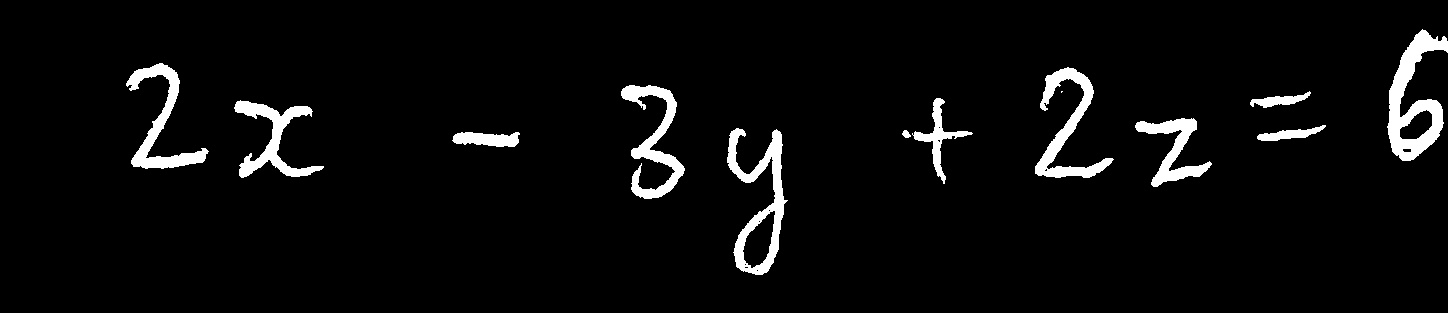 2x - 3y + 2z = 6